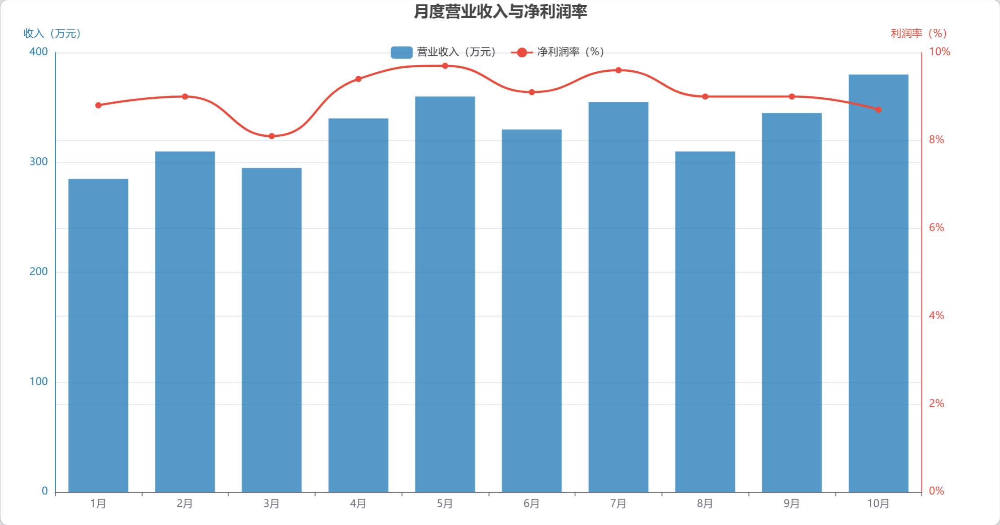 月度营业收入与净利润率
收入（万元）
利润率（%）
营业收入（万元）
净利润率（%）
400
300
200
100
0
10%
8%
6%
4%
2%
0%
1月
2月
3月
4月
5月
6月
7月
8月
9月
10月